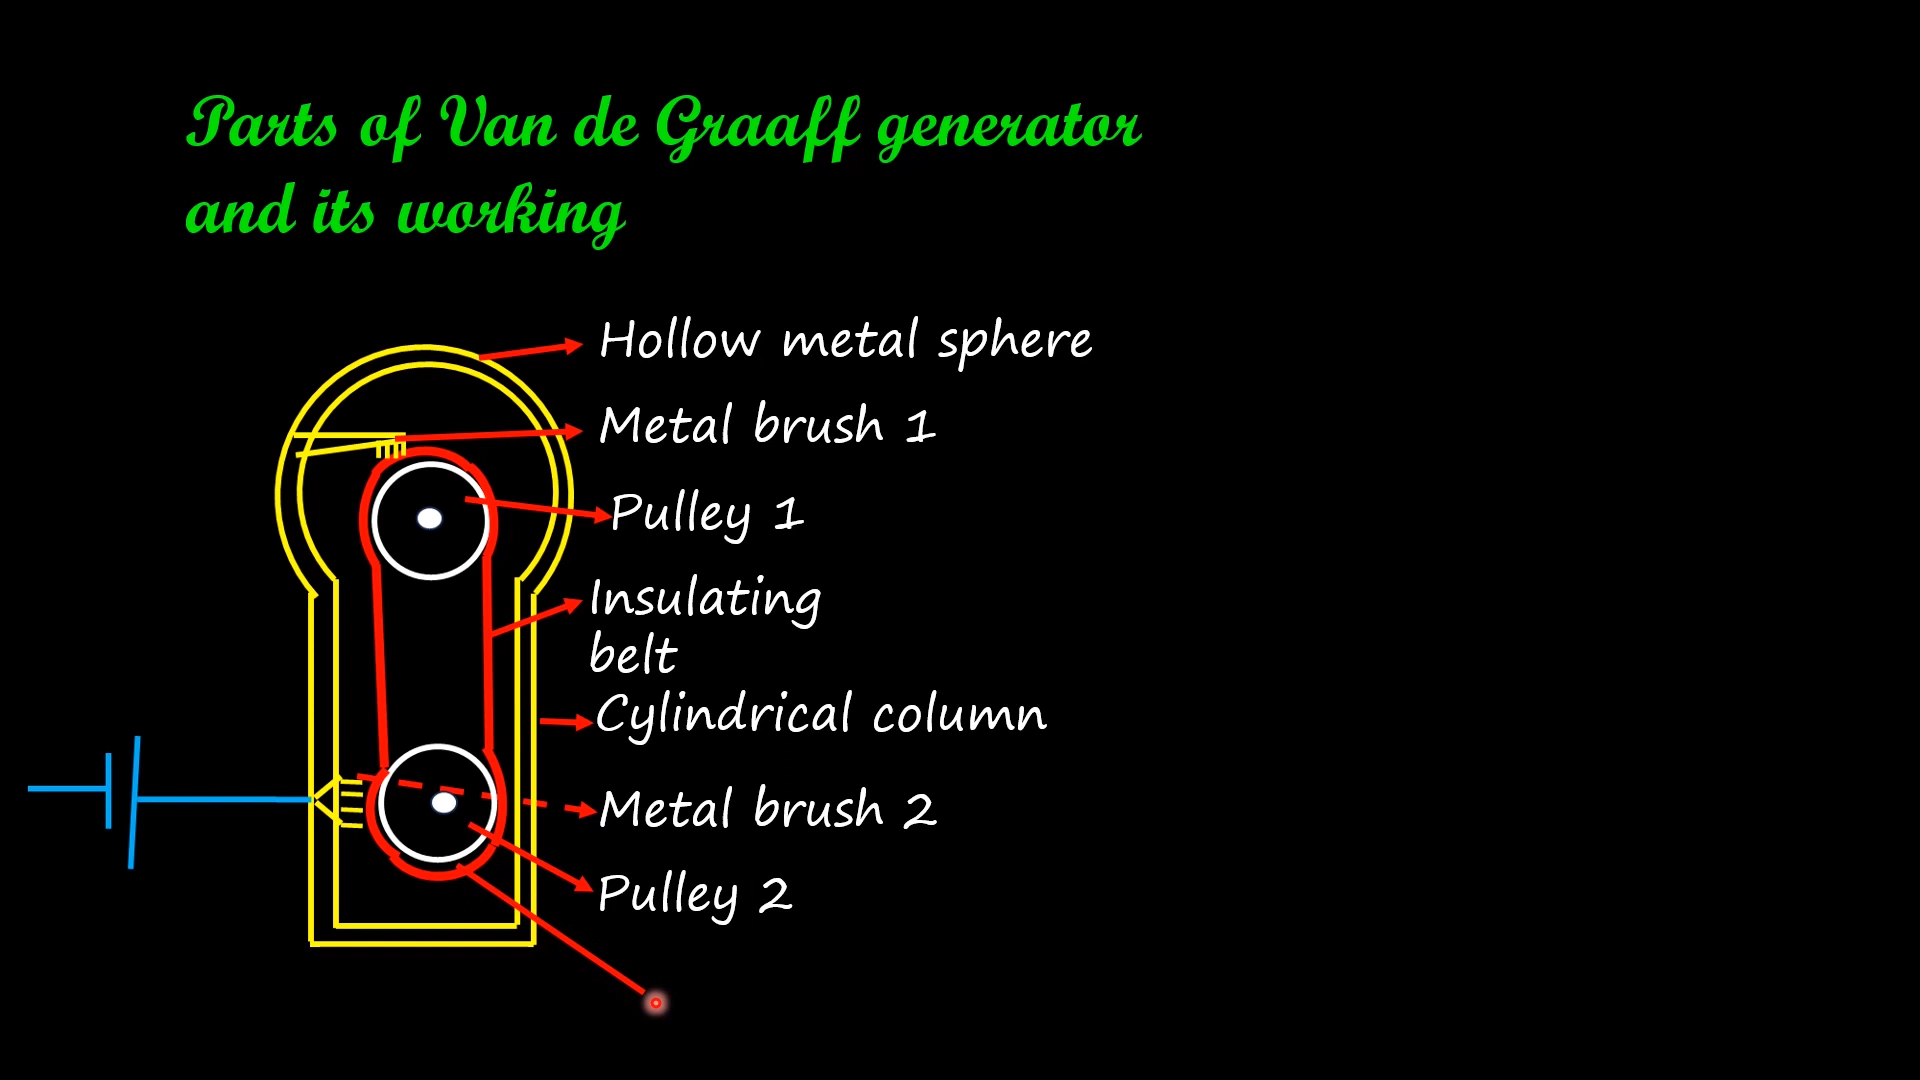 Parts of Van de Graaff generator
and its working
Hollow metal sphere
Metal brush 1
Pulley 1
Insulating
belt
Cylindrical column
Metal brush 2
Pulley 2